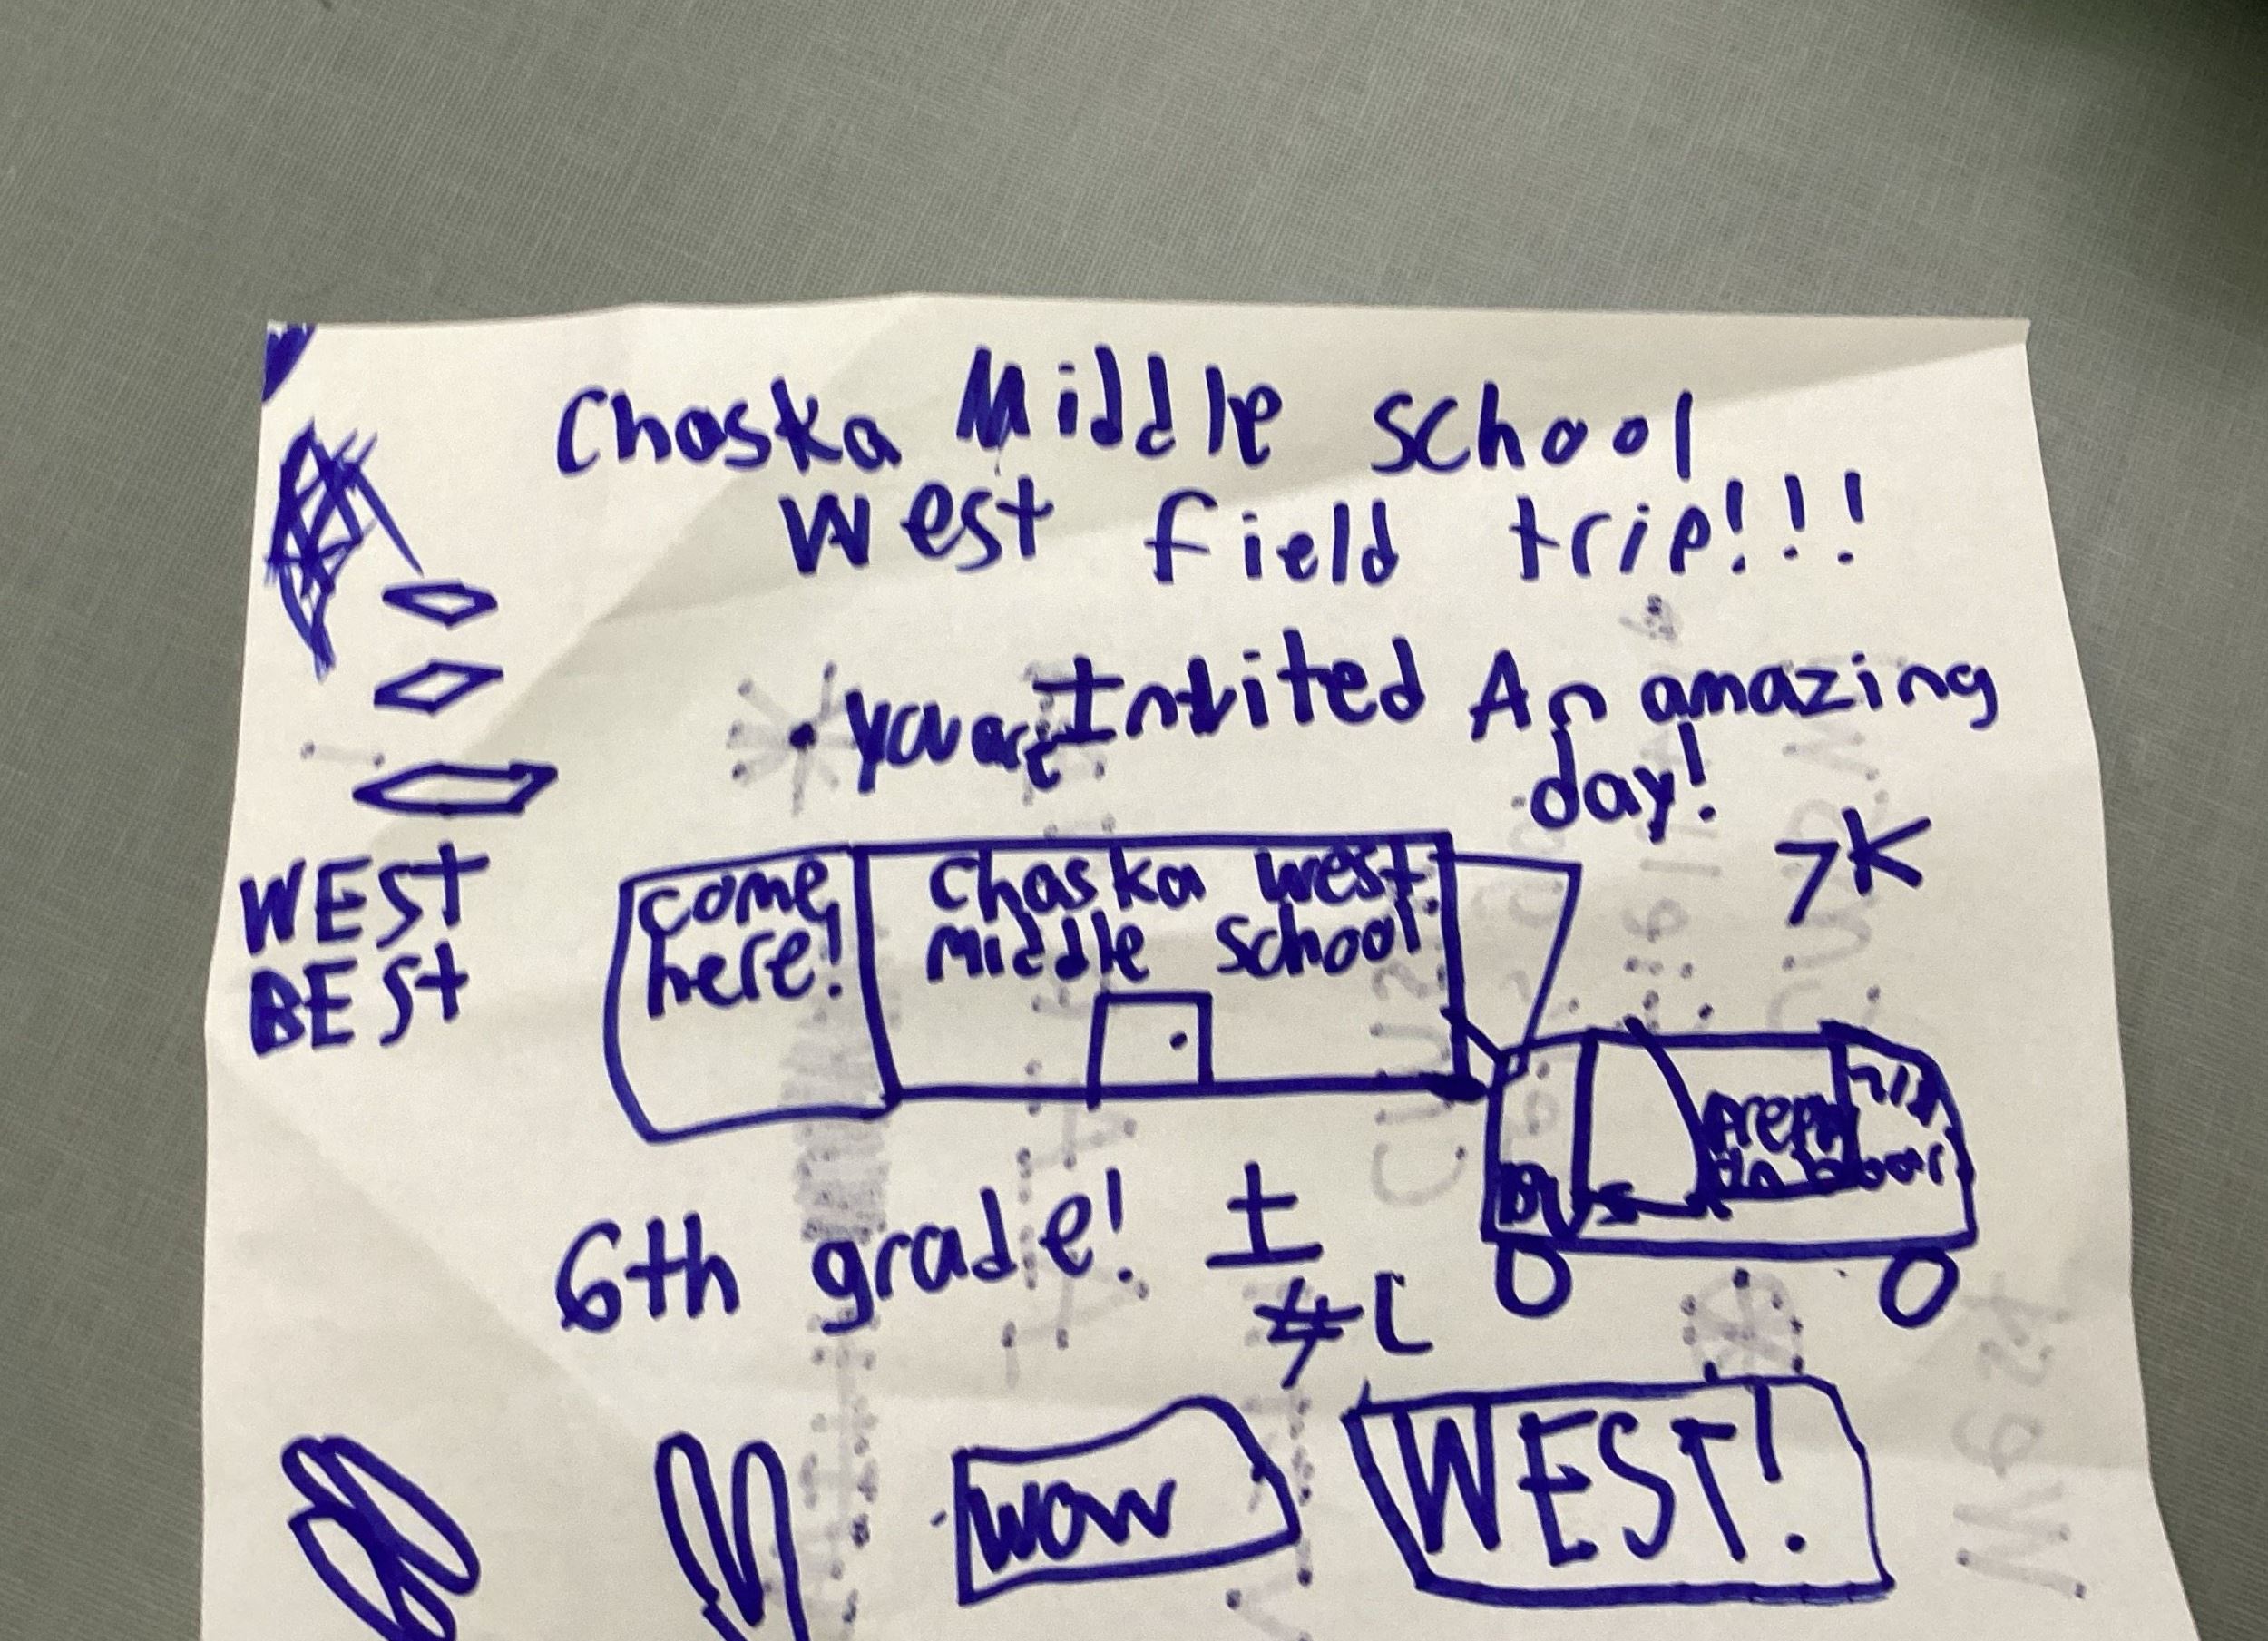 Chaska Middle School
West field trip!!!
• you are Invited An amazing
day!
WEST
BEST
7K
come
here!
Chaska west.
middle school
bus
6th grade! ±
#L
wow
WEST!